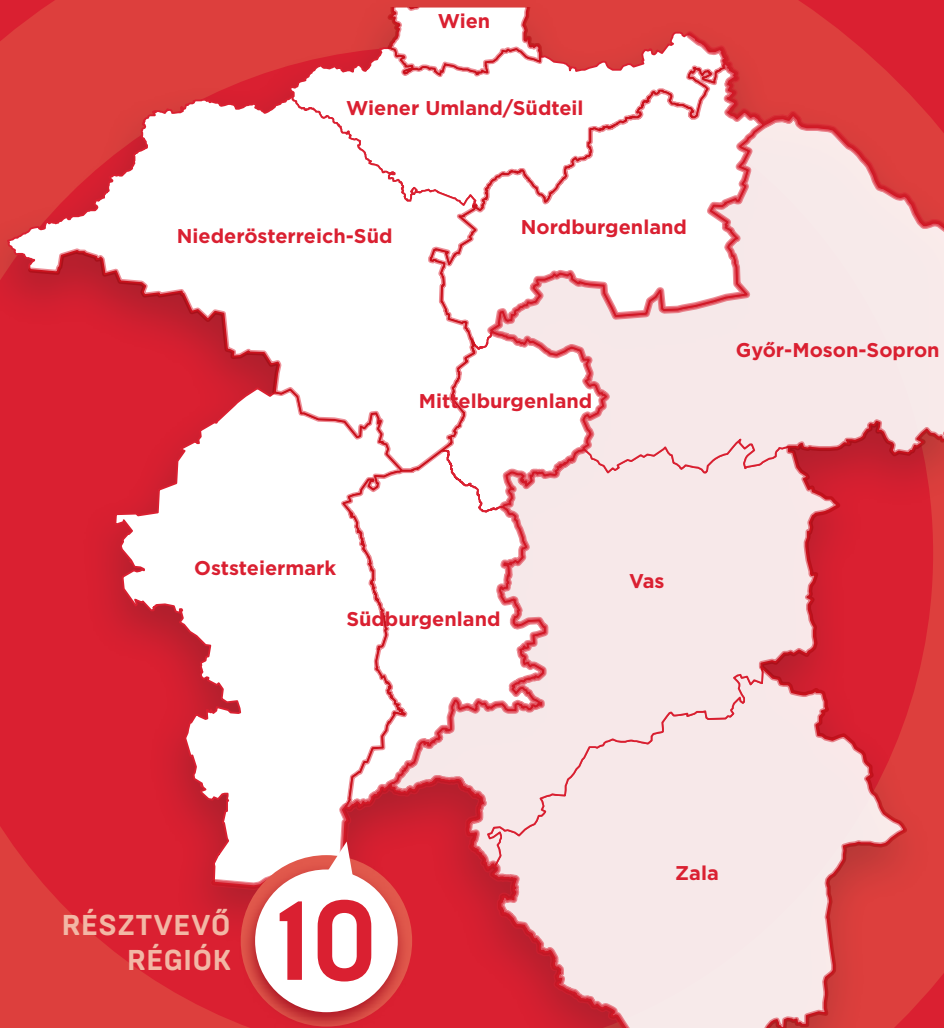 Wien
Wiener Umland/Südteil
Niederösterreich-Süd
Nordburgenland
Győr-Moson-Sopron
Mittelburgenland
Oststeiermark
Vas
Südburgenland
Zala
RÉSZTVEVŐ
RÉGIÓK
10